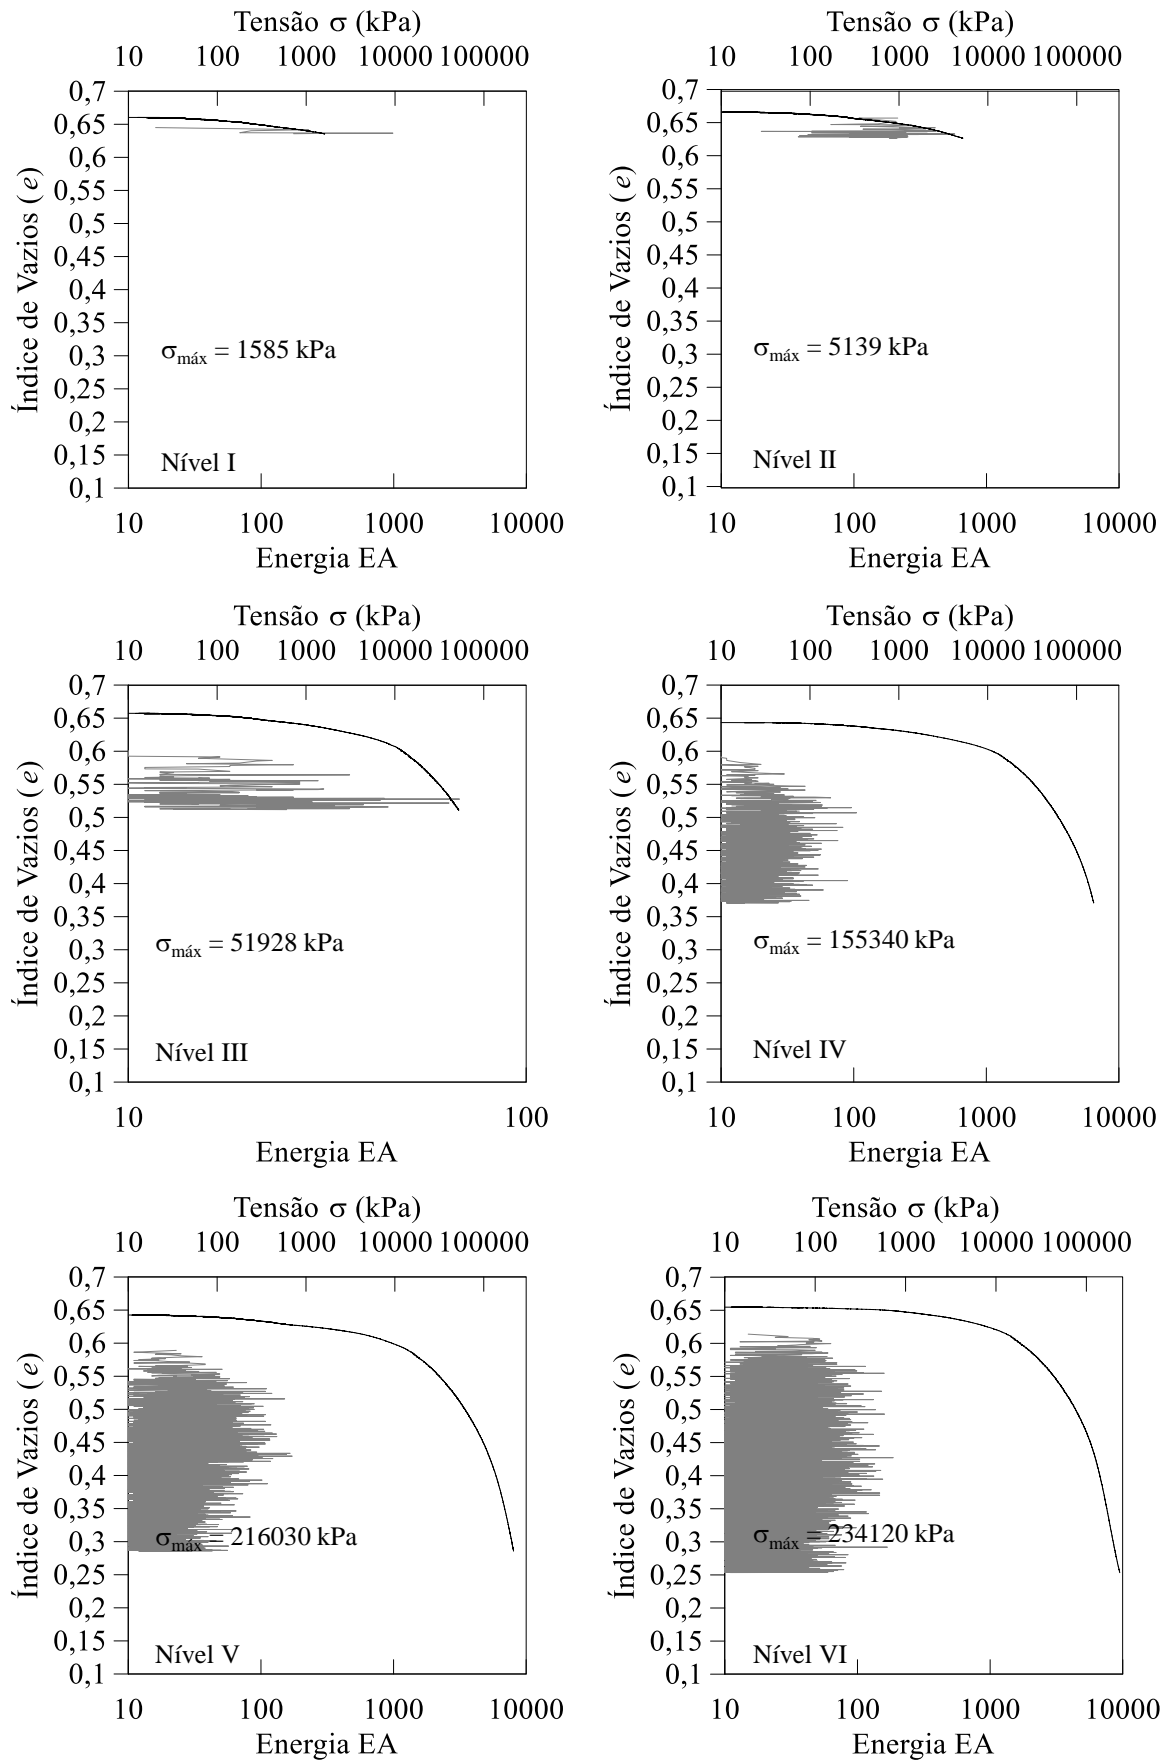 Tensão σ (kPa)
10 100 1000 10000 100000
0,7
0,65
0,6
0,55
0,5
0,45
0,4
0,35
0,3
0,25
0,2
0,15
0,1
Índice de Vazios (e)
σmáx = 1585 kPa
Nível I
10 100 1000 10000
Energia EA
Tensão σ (kPa)
10 100 1000 10000 100000
0,7
0,65
0,6
0,55
0,5
0,45
0,4
0,35
0,3
0,25
0,2
0,15
0,1
Índice de Vazios (e)
σmáx = 5139 kPa
Nível II
10 100 1000 10000
Energia EA
Tensão σ (kPa)
10 100 1000 10000 100000
0,7
0,65
0,6
0,55
0,5
0,45
0,4
0,35
0,3
0,25
0,2
0,15
0,1
Índice de Vazios (e)
σmáx = 51928 kPa
Nível III
10 100
Energia EA
Tensão σ (kPa)
10 100 1000 10000 100000
0,7
0,65
0,6
0,55
0,5
0,45
0,4
0,35
0,3
0,25
0,2
0,15
0,1
Índice de Vazios (e)
σmáx = 155340 kPa
Nível IV
10 100 1000 10000
Energia EA
Tensão σ (kPa)
10 100 1000 10000 100000
0,7
0,65
0,6
0,55
0,5
0,45
0,4
0,35
0,3
0,25
0,2
0,15
0,1
Índice de Vazios (e)
σmáx = 216030 kPa
Nível V
10 100 1000 10000
Energia EA
Tensão σ (kPa)
10 100 1000 10000 100000
0,7
0,65
0,6
0,55
0,5
0,45
0,4
0,35
0,3
0,25
0,2
0,15
0,1
Índice de Vazios (e)
σmáx = 234120 kPa
Nível VI
10 100 1000 10000
Energia EA